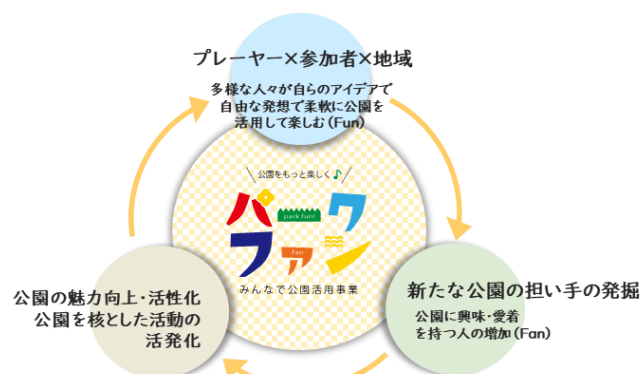 プレーヤー×参加者×地域
多様な人々が自らのアイデアで
自由な発想で柔軟に公園を
活用して楽しむ(Fun)
公園をもっと楽しく♪
パーク
park fun!
ファン
fan
みんなで公園活用事業
新たな公園の担い手の発掘
公園に興味・愛着
を持つ人の増加(Fan)
公園の魅力向上・活性化
公園を核とした活動の
活発化